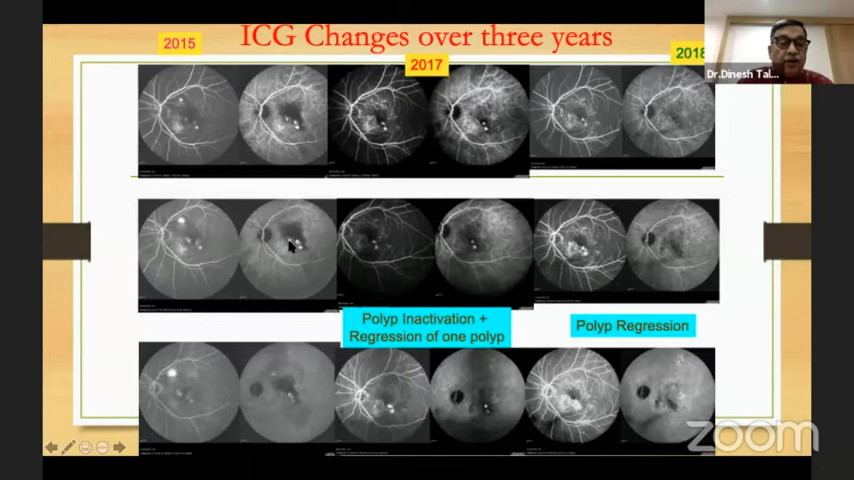 2015
ICG Changes over three years
2017
2018
Dr.Dinesh Tal...
Polyp Inactivation +
Regression of one polyp
Polyp Regression
zoom